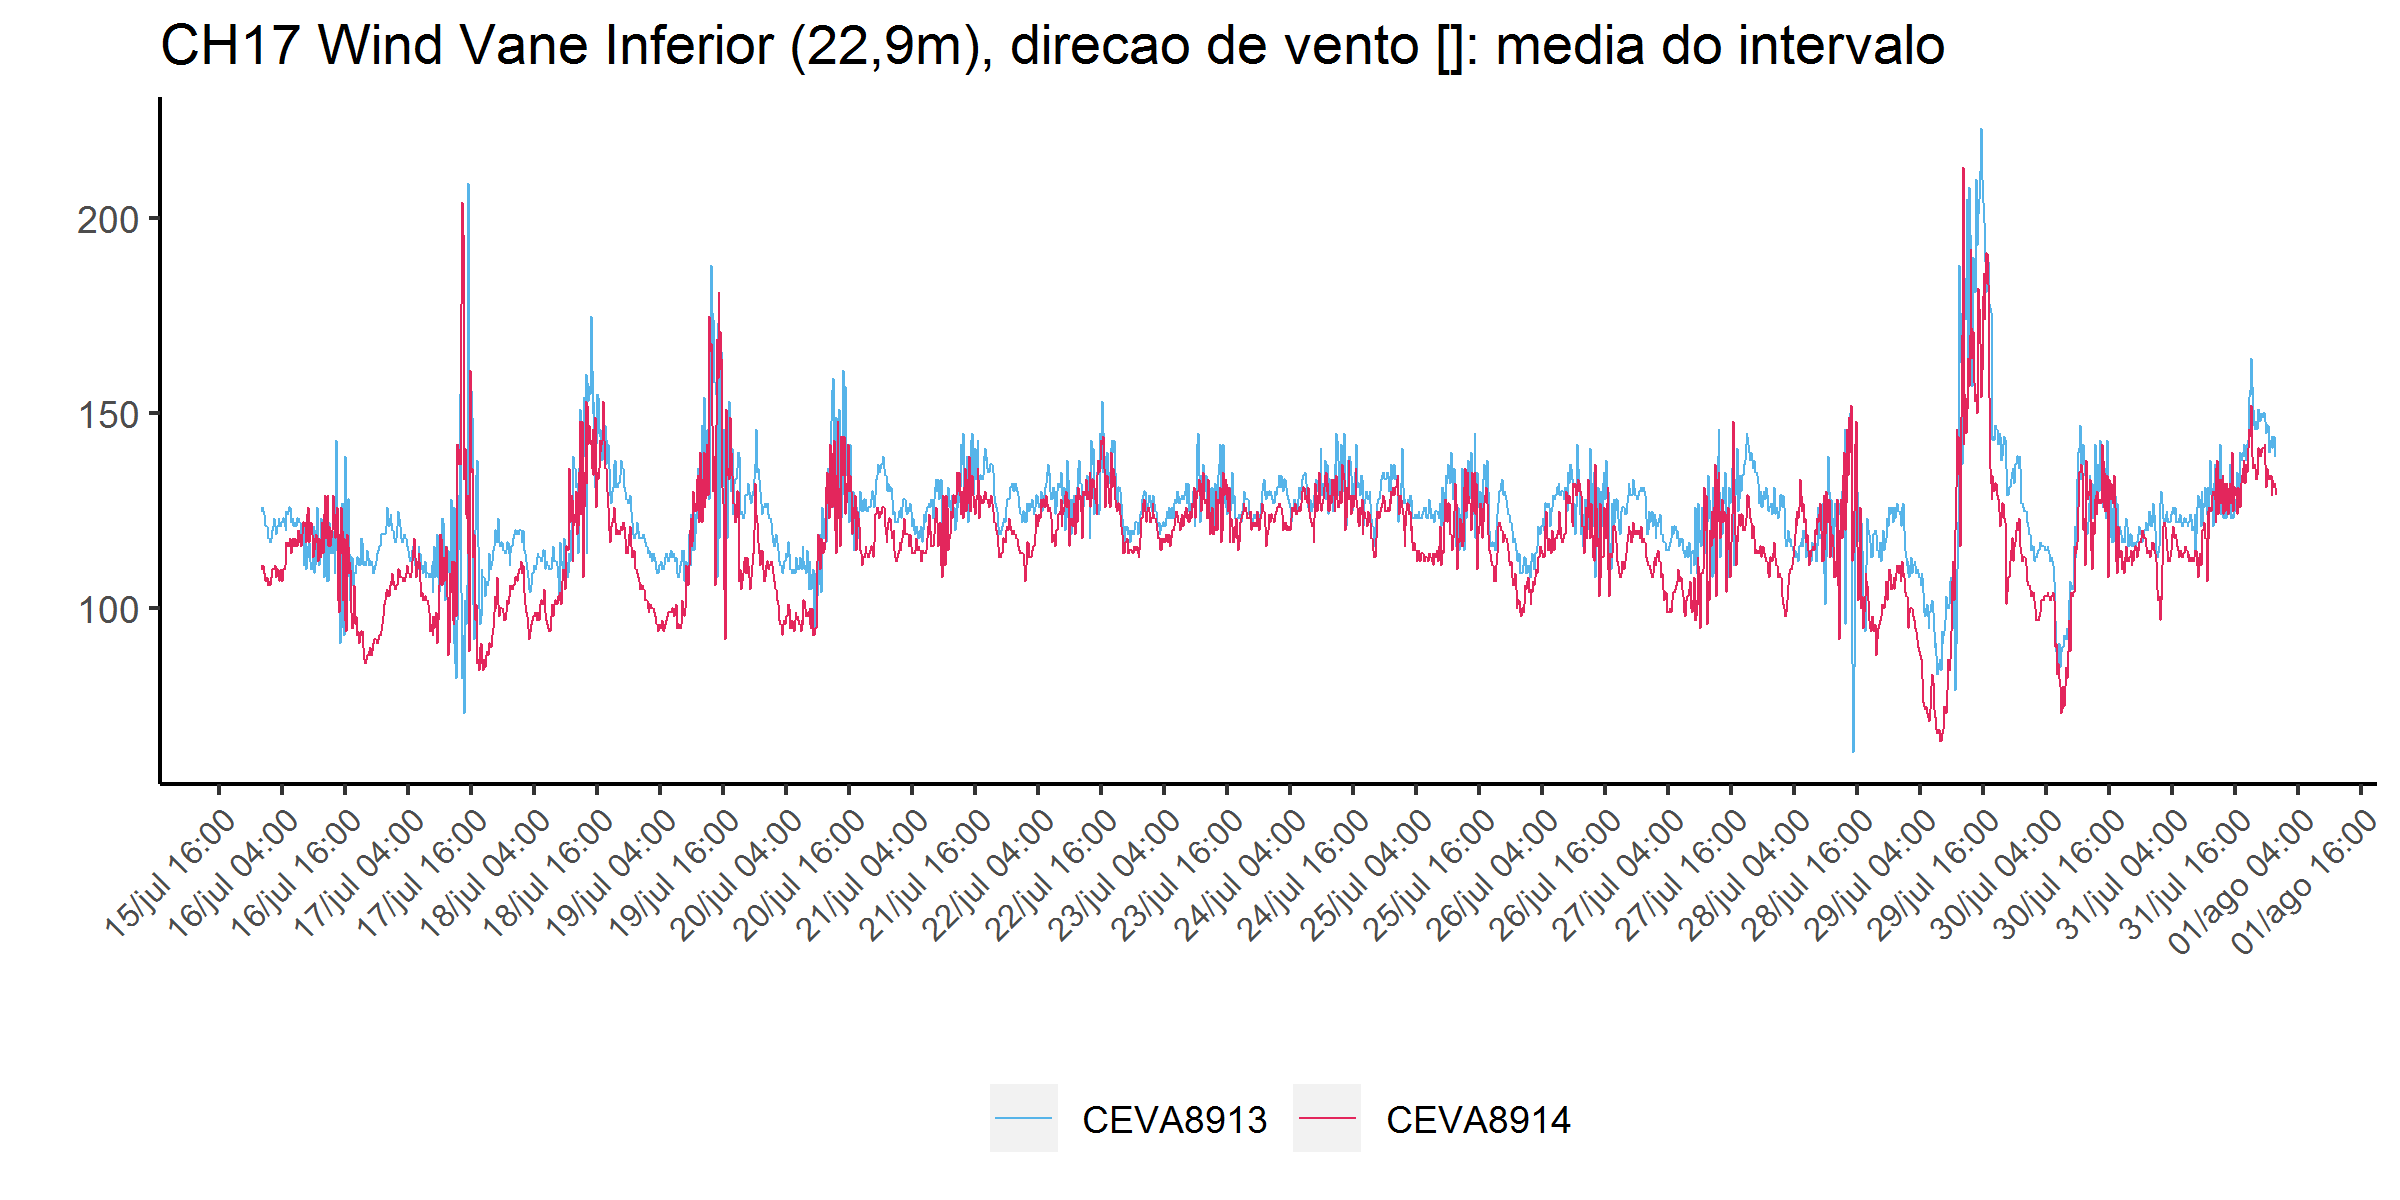 CH17 Wind Vane Inferior (22,9m), direcao de vento []: media do intervalo
200
150
100
15/jul 16:00
16/jul 04:00
16/jul 16:00
17/jul 04:00
17/jul 16:00
18/jul 04:00
18/jul 16:00
19/jul 04:00
19/jul 16:00
20/jul 04:00
20/jul 16:00
21/jul 04:00
21/jul 16:00
22/jul 04:00
22/jul 16:00
23/jul 04:00
23/jul 16:00
24/jul 04:00
24/jul 16:00
25/jul 04:00
25/jul 16:00
26/jul 04:00
26/jul 16:00
27/jul 04:00
27/jul 16:00
28/jul 04:00
28/jul 16:00
29/jul 04:00
29/jul 16:00
30/jul 04:00
30/jul 16:00
31/jul 04:00
31/jul 16:00
01/ago 04:00
01/ago 16:00
CEVA8913
CEVA8914